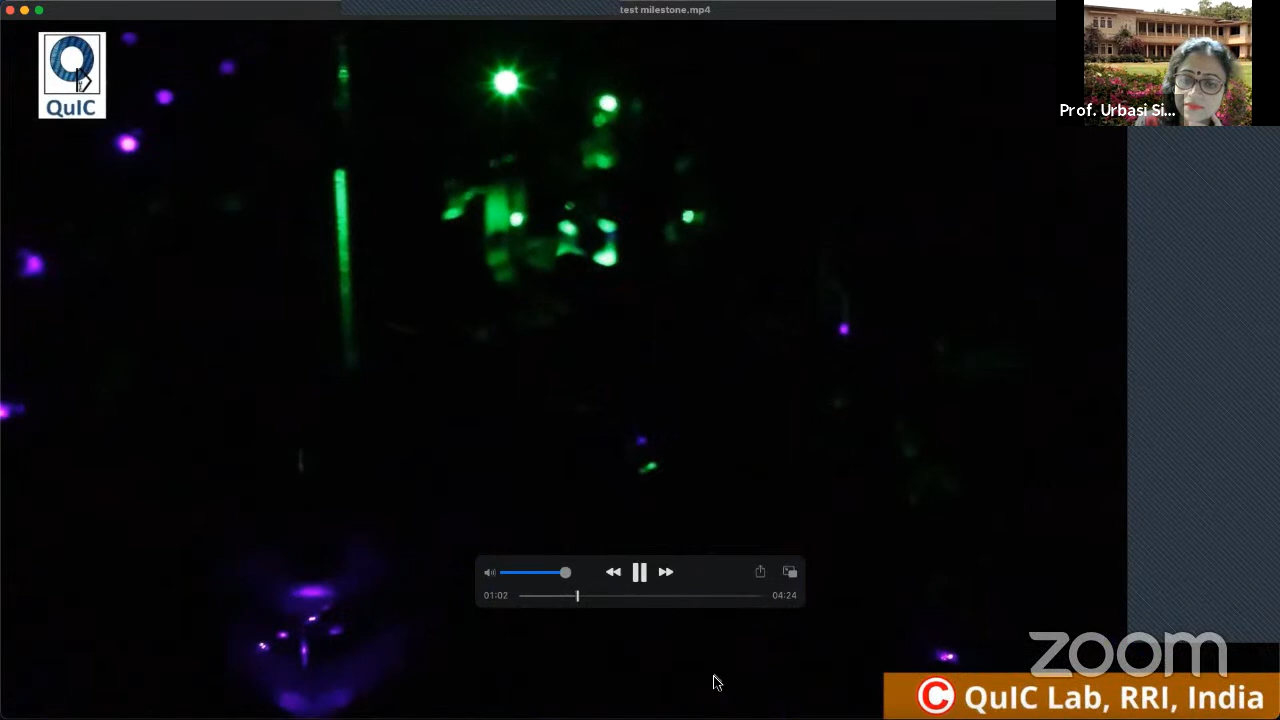 test milestone.mp4
QuIC
Prof. Urbasi Si...
01:02
04:24
zoom
© QuIC Lab, RRI, India